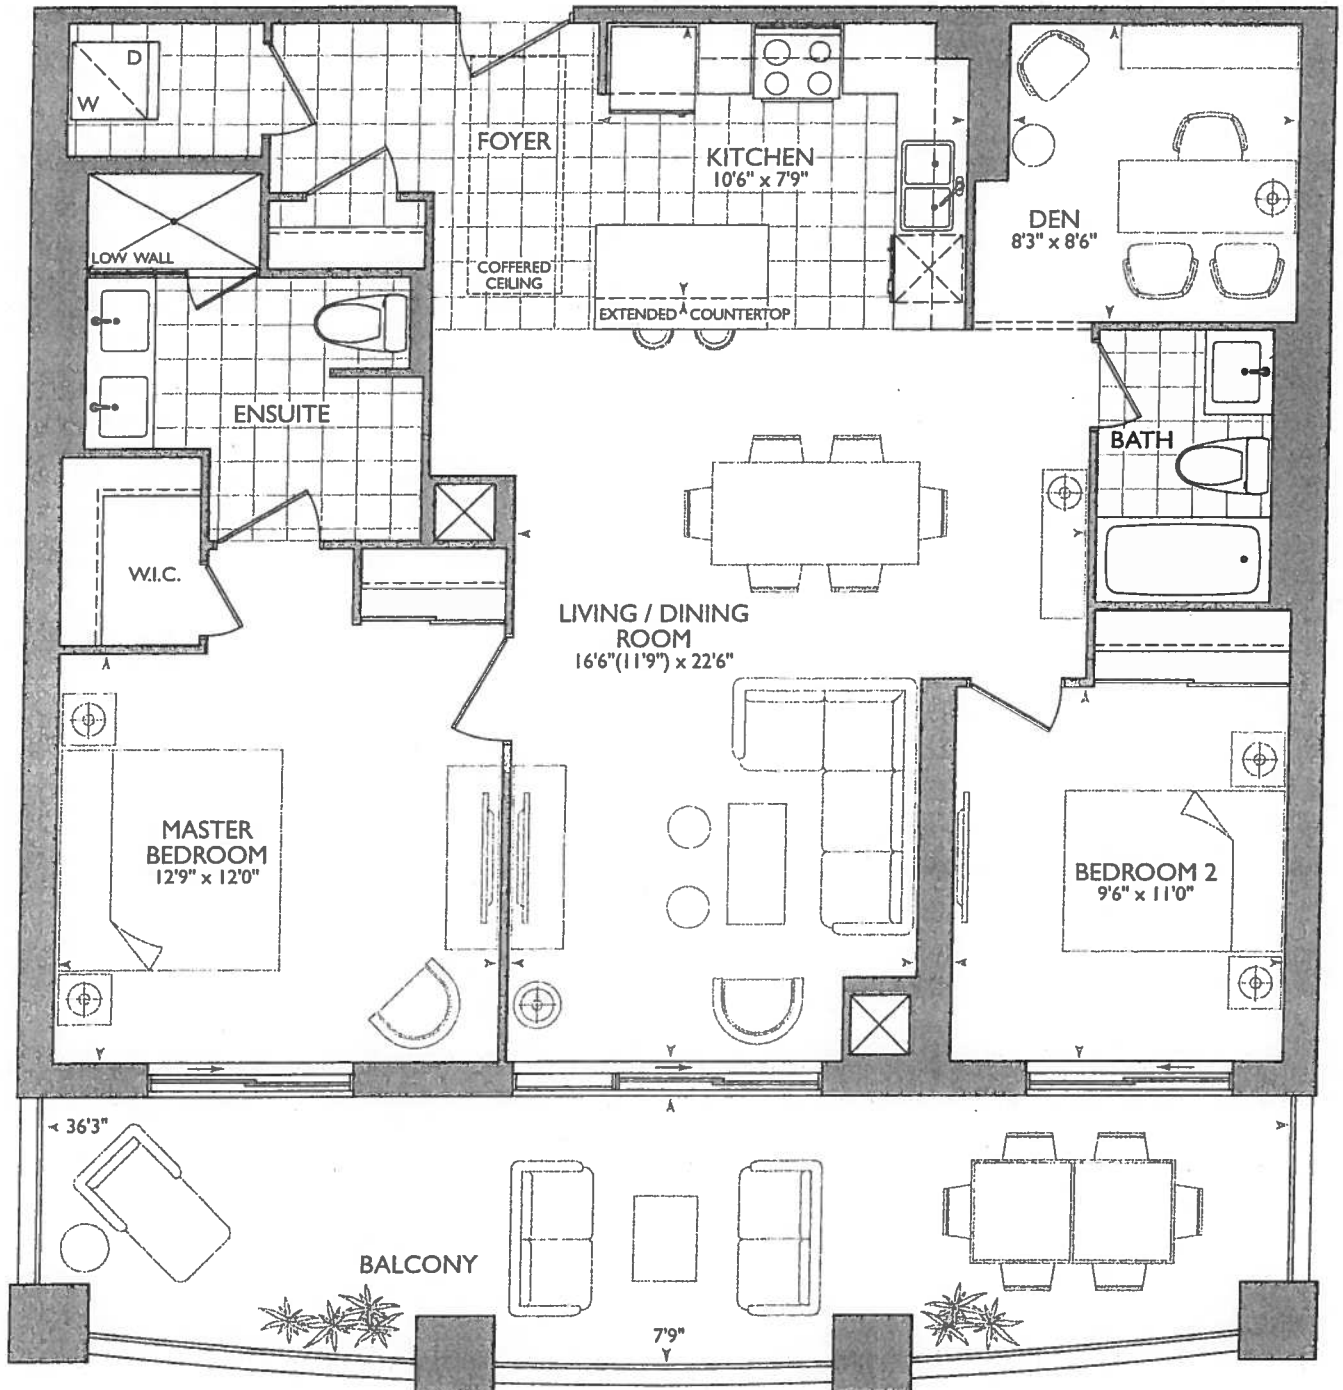 D
W
FOYER
KITCHEN
10'6" x 7'9"
DEN
8'3" x 8'6"
LOW WALL
COFFERED
CEILING
EXTENDED COUNTERTOP
ENSUITE
BATH
W.I.C.
LIVING / DINING
ROOM
16'6"(11'9") x 22'6"
MASTER
BEDROOM
12'9" x 12'0"
BEDROOM 2
9'6" x 11'0"
36'3"
BALCONY
7'9"